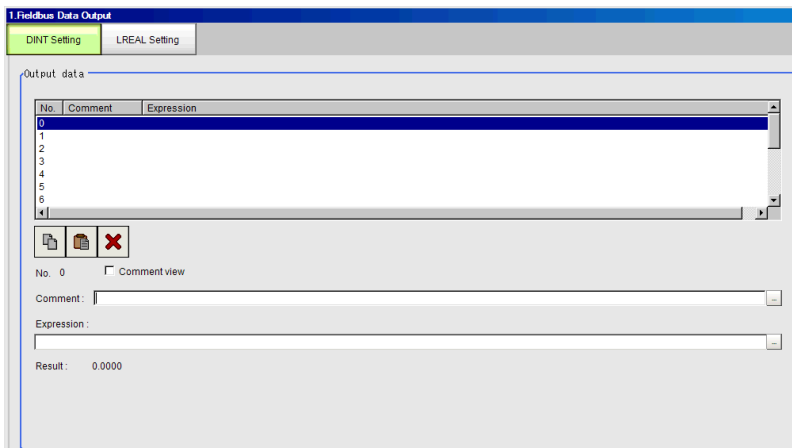 1.Fieldbus Data Output
DINT Setting LREAL Setting
Output data
No. Comment Expression
0
1
2
3
4
5
6
No. 0 Comment view
Comment : ...
Expression :
...
Result : 0.0000